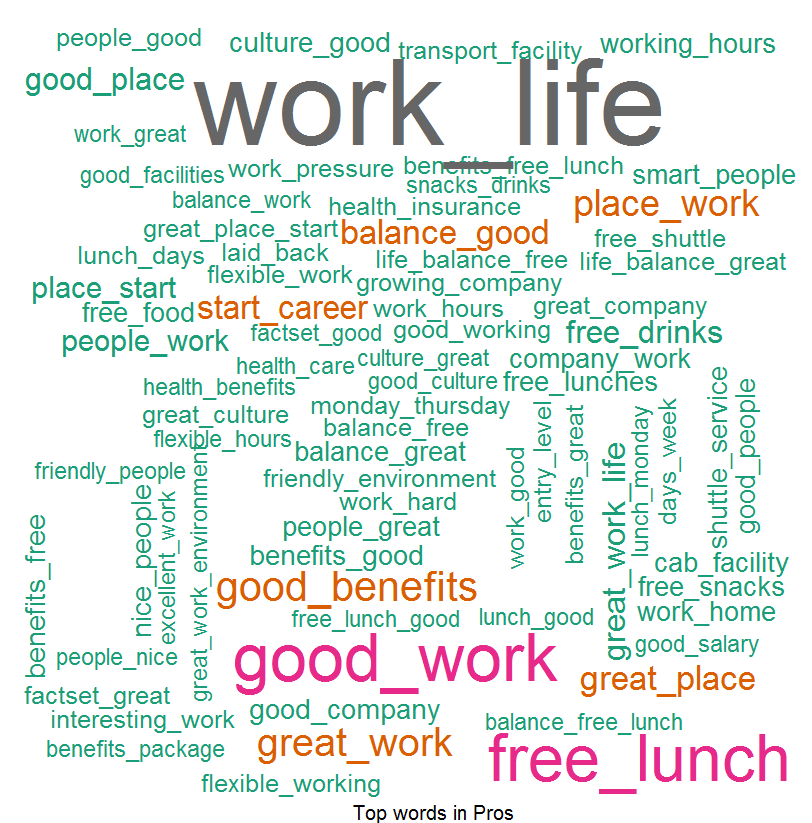 people_good
culture_good
transport_facility
working_hours
good_place
work_life
work_great
good_facilities
work_pressure
benefits_free_lunch
smart_people
snacks_drinks
balance_work
health_insurance
place_work
great_place_start
balance_good
free_shuttle
lunch_days
laid_back
life_balance_free
life_balance_great
flexible_work
growing_company
place_start
start_career
work_hours
great_company
free_food
factset_good
good_working
free_drinks
people_work
health_care
culture_great
company_work
health_benefits
good_culture
free_lunches
great_culture
monday_thursday
balance_free
flexible_hours
balance_great
work_good
entry_level
benefits_great
great_work_life
lunch_monday
days_week
shuttle_service
good_people
friendly_people
friendly_environment
work_hard
people_great
benefits_free
nice_people
excellent_work
great_work_environment
benefits_good
cab_facility
good_benefits
free_snacks
free_lunch_good
lunch_good
work_home
good_work
good_salary
people_nice
great_place
factset_great
interesting_work
good_company
balance_free_lunch
benefits_package
great_work
free_lunch
flexible_working
Top words in Pros